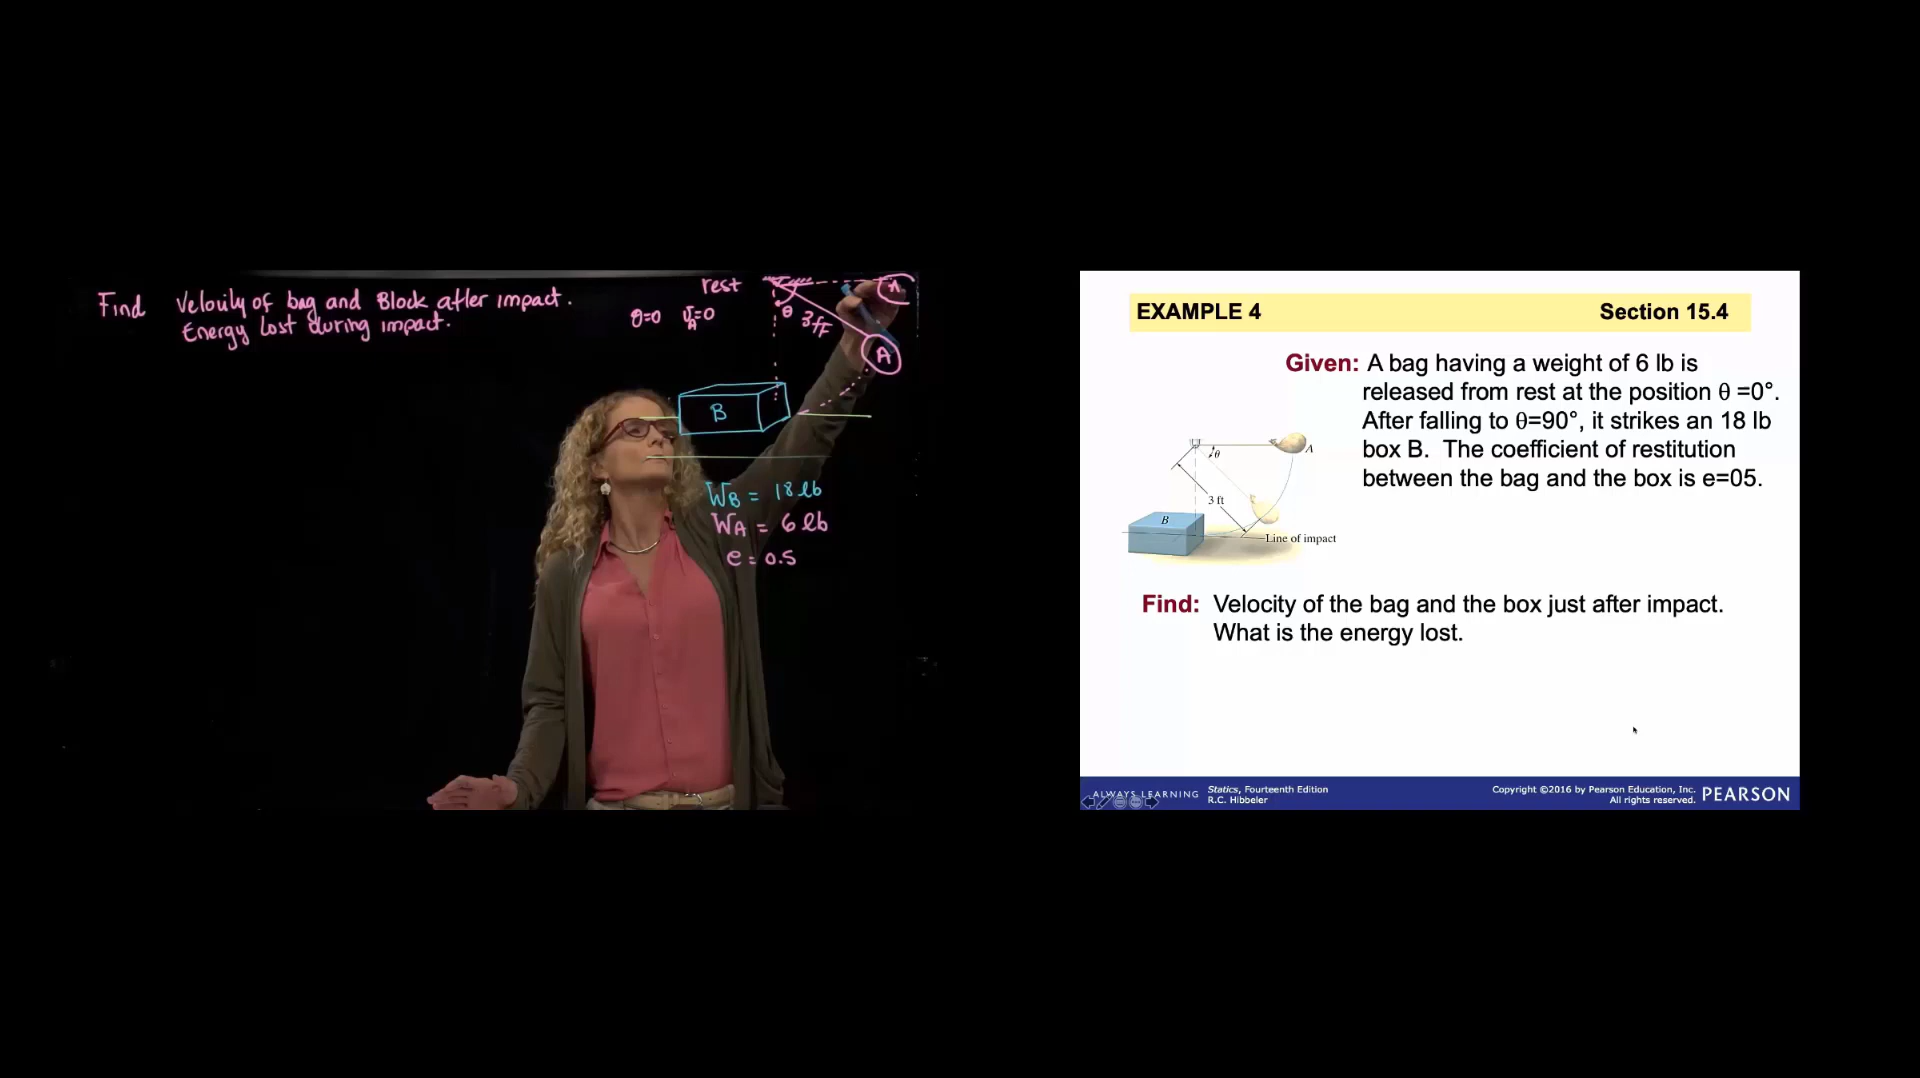 Find Velocity of bag and Block after impact.
Energy Lost during impact.
rest
A
θ=0 v_A=0
θ
3ft
A
B
W_B = 18 lb
W_A = 6 lb
e = 0.5
EXAMPLE 4 Section 15.4
Given: A bag having a weight of 6 lb is
released from rest at the position θ =0°.
After falling to θ=90°, it strikes an 18 lb
box B. The coefficient of restitution
between the bag and the box is e=05.
A
θ
3 ft
B
Line of impact
Find: Velocity of the bag and the box just after impact.
What is the energy lost.
ALWAYS LEARNING
Statics, Fourteenth Edition
R.C. Hibbeler
Copyright ©2016 by Pearson Education, Inc.
All rights reserved.
PEARSON